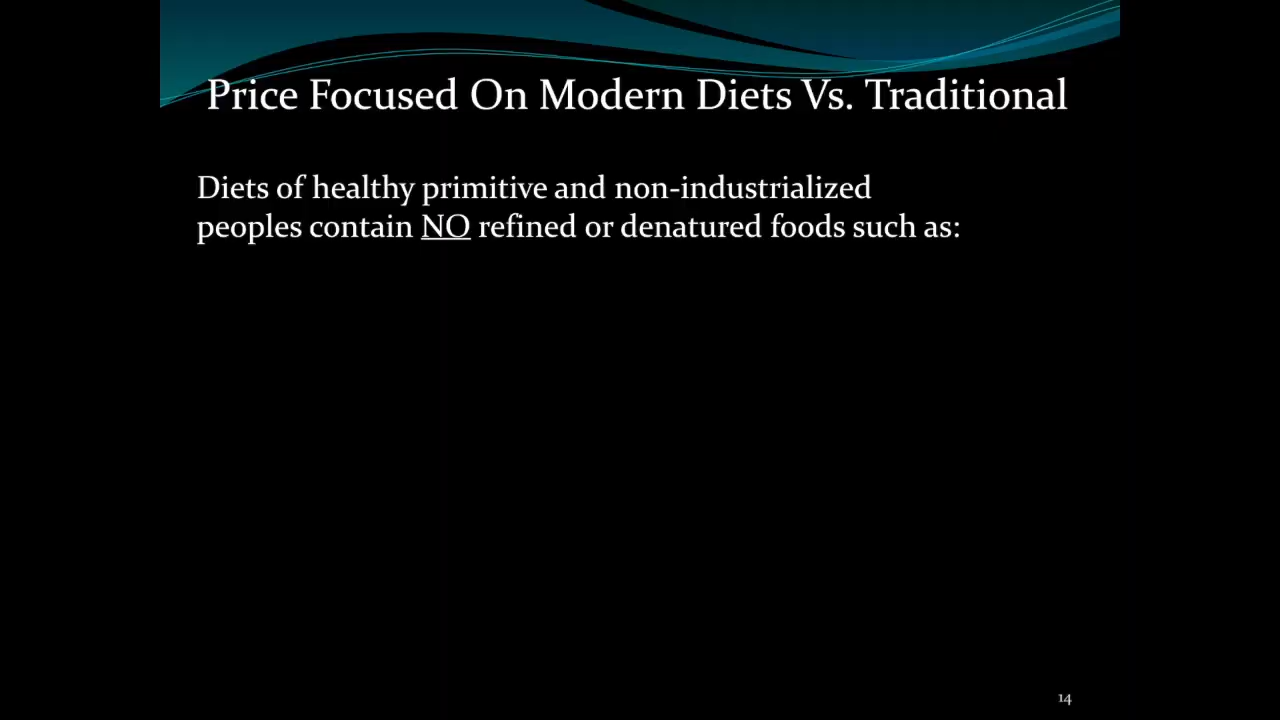 Price Focused On Modern Diets Vs. Traditional
Diets of healthy primitive and non-industrialized
peoples contain NO refined or denatured foods such as:
14